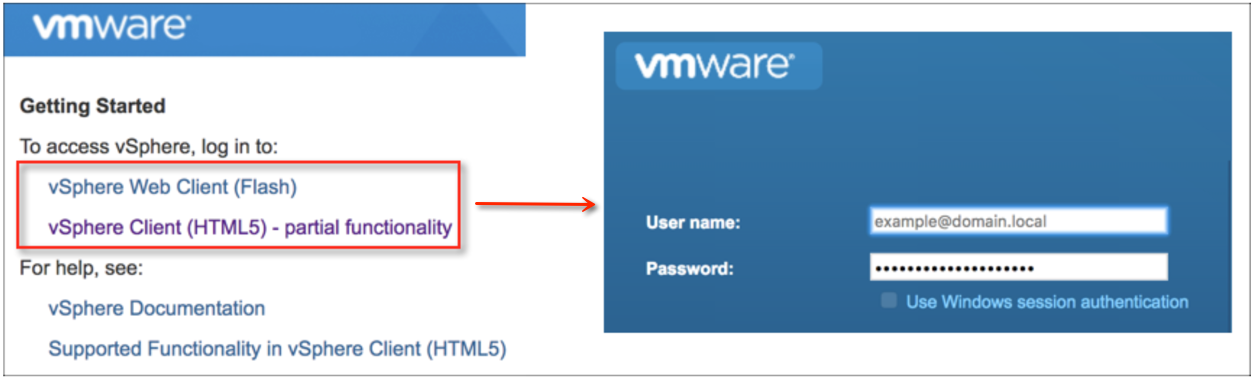 vmware®
Getting Started
To access vSphere, log in to:
vSphere Web Client (Flash)
vSphere Client (HTML5) - partial functionality
For help, see:
vSphere Documentation
Supported Functionality in vSphere Client (HTML5)
vmware®
User name: example@domain.local
Password: ••••••••••••••••••••
Use Windows session authentication